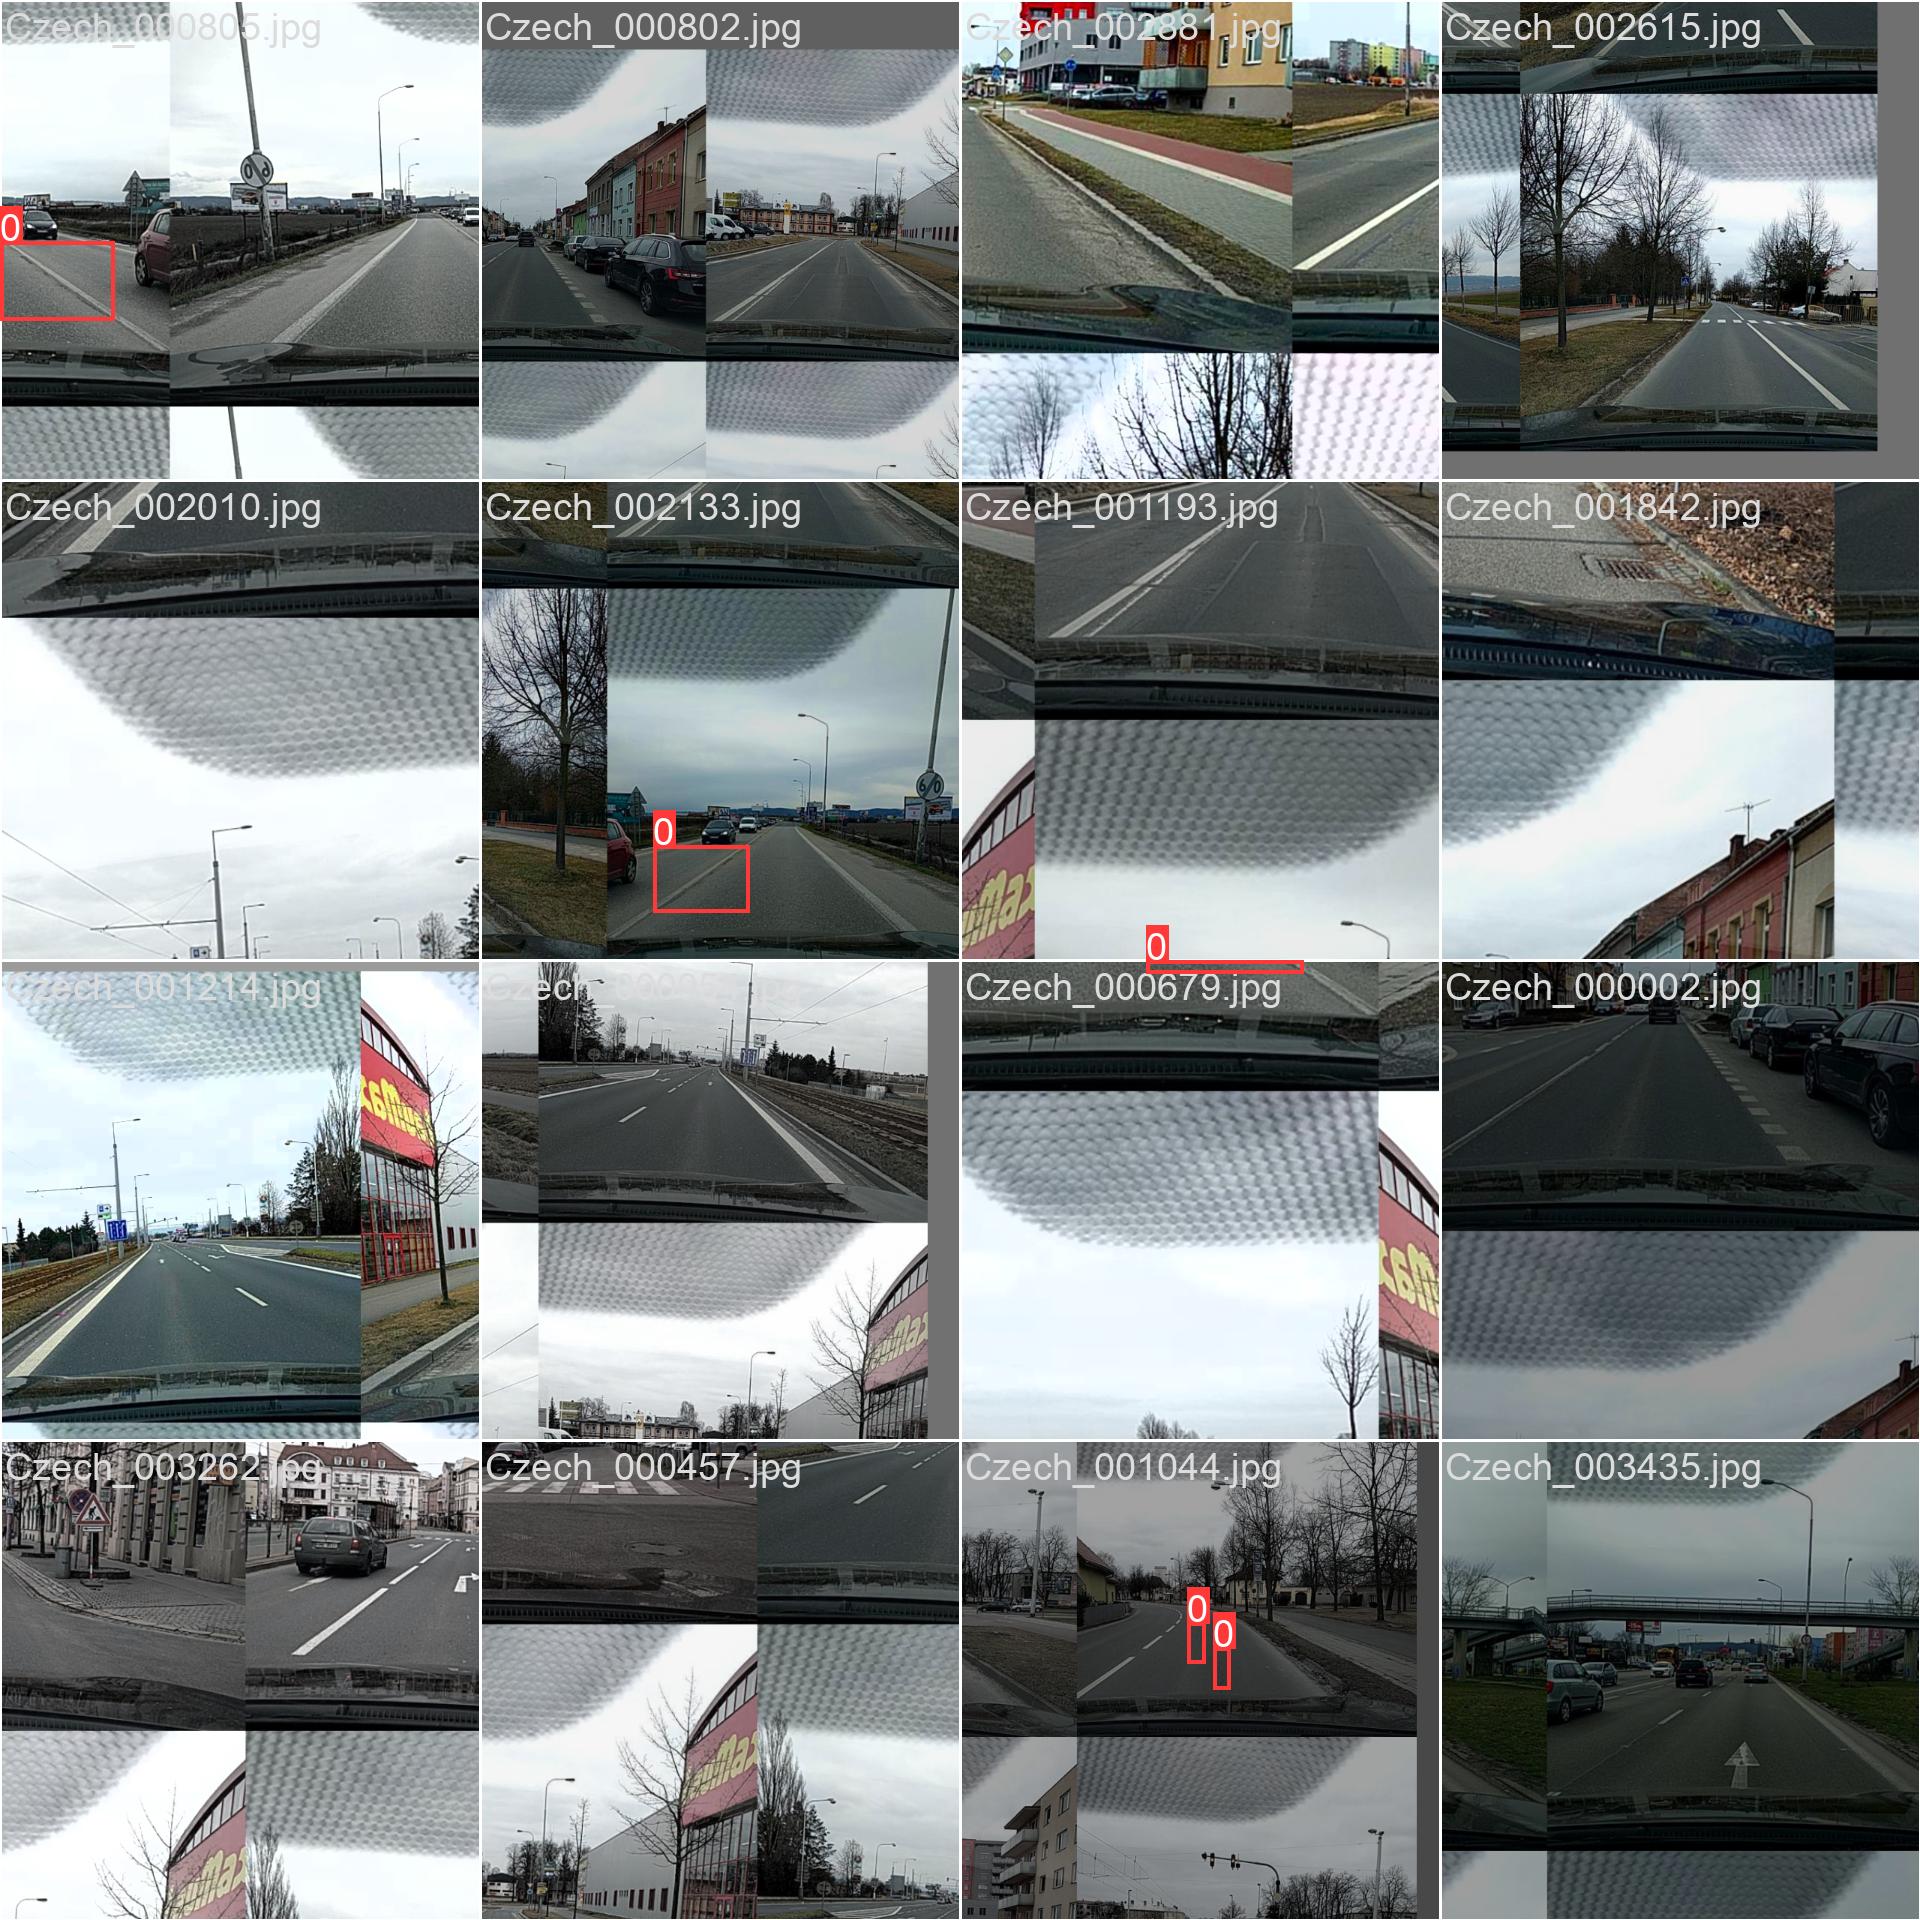 Czech_000805.jpg
Czech_000802.jpg
Czech_002881.jpg
Czech_002615.jpg
0
Czech_002010.jpg
Czech_002133.jpg
Czech_001193.jpg
Czech_001842.jpg
60
0
0
Czech_001214.jpg
Czech_000679.jpg
Czech_000002.jpg
Czech_003262.jpg
Czech_000457.jpg
Czech_001044.jpg
Czech_003435.jpg
0
0